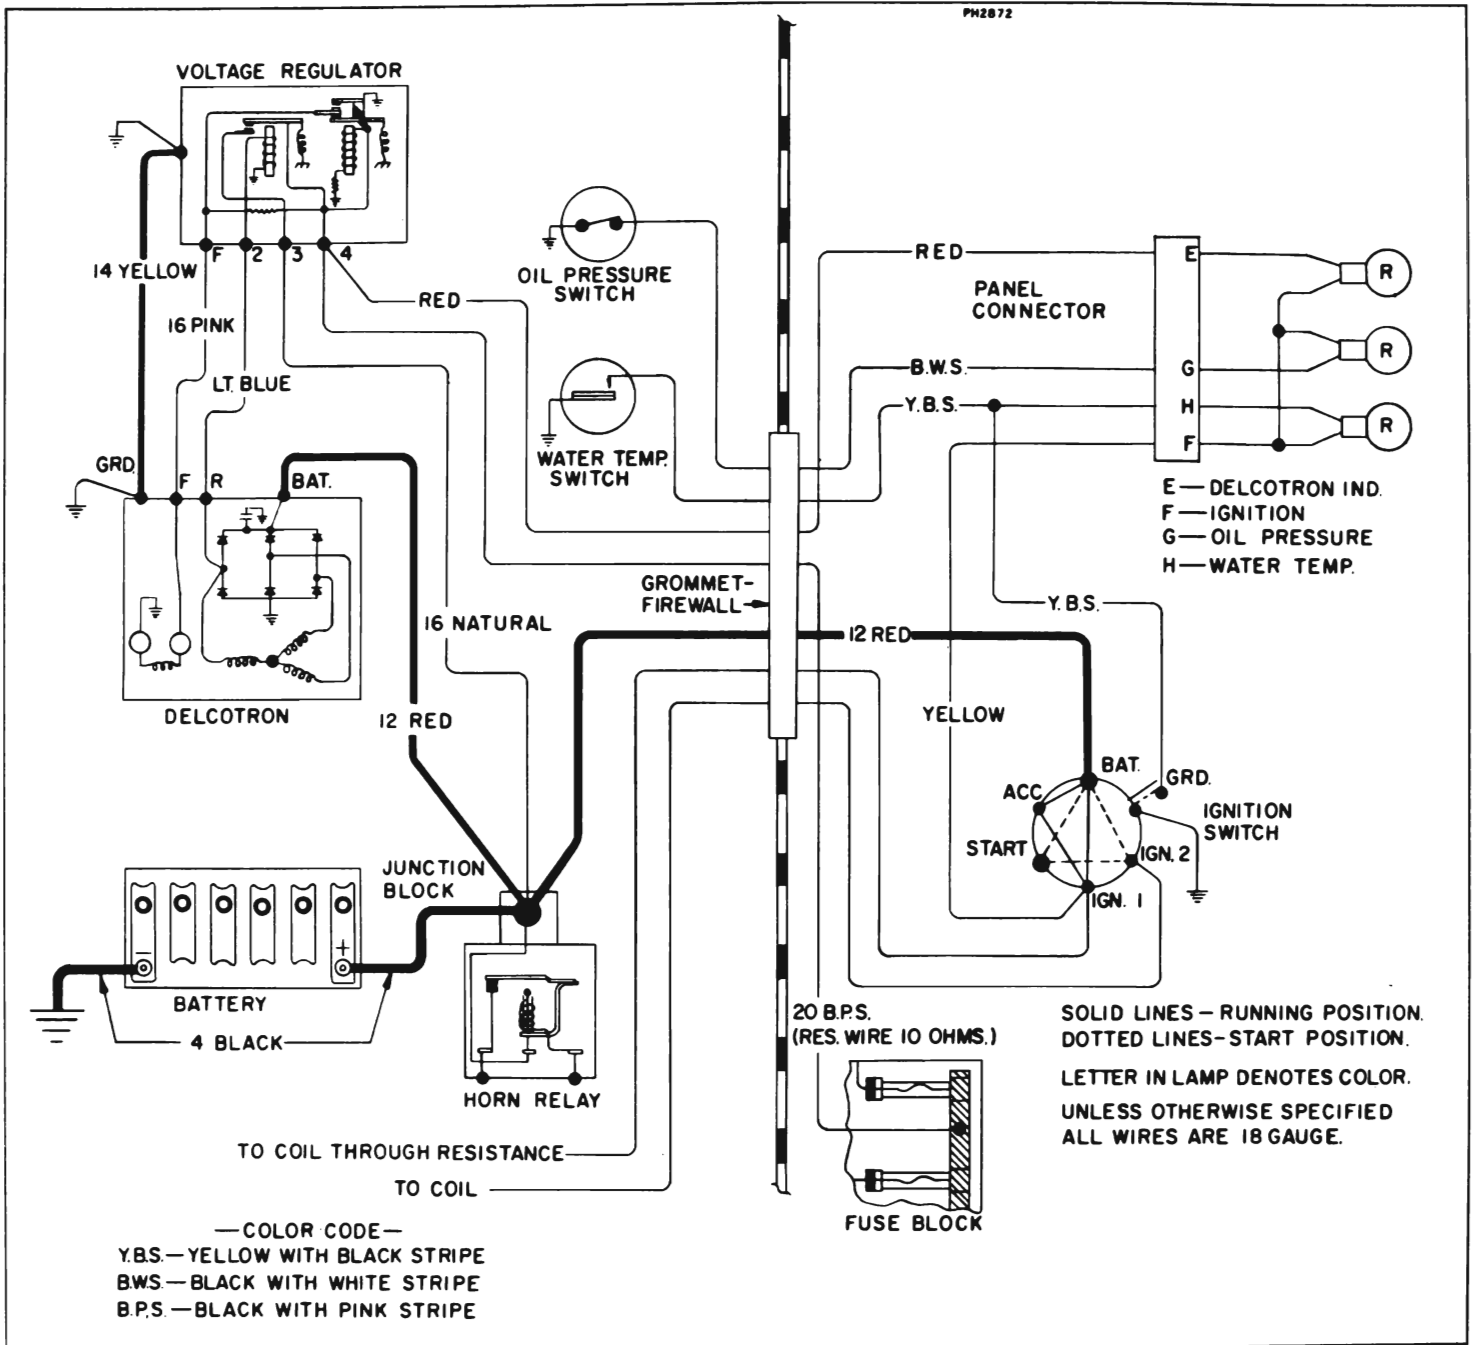 PH2872
VOLTAGE REGULATOR
F 2 3 4
14 YELLOW
16 PINK
LT. BLUE
RED
OIL PRESSURE
SWITCH
WATER TEMP.
SWITCH
RED
B.W.S.
Y.B.S.
PANEL
CONNECTOR
E
G
H
F
R
R
R
E—DELCOTRON IND.
F—IGNITION
G—OIL PRESSURE
H—WATER TEMP.
GRD.
F R
BAT.
DELCOTRON
16 NATURAL
12 RED
GROMMET-
FIREWALL
12 RED
Y.B.S.
YELLOW
BAT.
ACC.
GRD.
START
IGN. 2
IGN. 1
IGNITION
SWITCH
JUNCTION
BLOCK
– +
BATTERY
4 BLACK
HORN RELAY
20 B.P.S.
(RES. WIRE 10 OHMS.)
FUSE BLOCK
SOLID LINES – RUNNING POSITION.
DOTTED LINES–START POSITION.
LETTER IN LAMP DENOTES COLOR.
UNLESS OTHERWISE SPECIFIED
ALL WIRES ARE 18 GAUGE.
TO COIL THROUGH RESISTANCE
TO COIL
—COLOR CODE—
Y.B.S.—YELLOW WITH BLACK STRIPE
B.W.S.—BLACK WITH WHITE STRIPE
B.P.S.—BLACK WITH PINK STRIPE